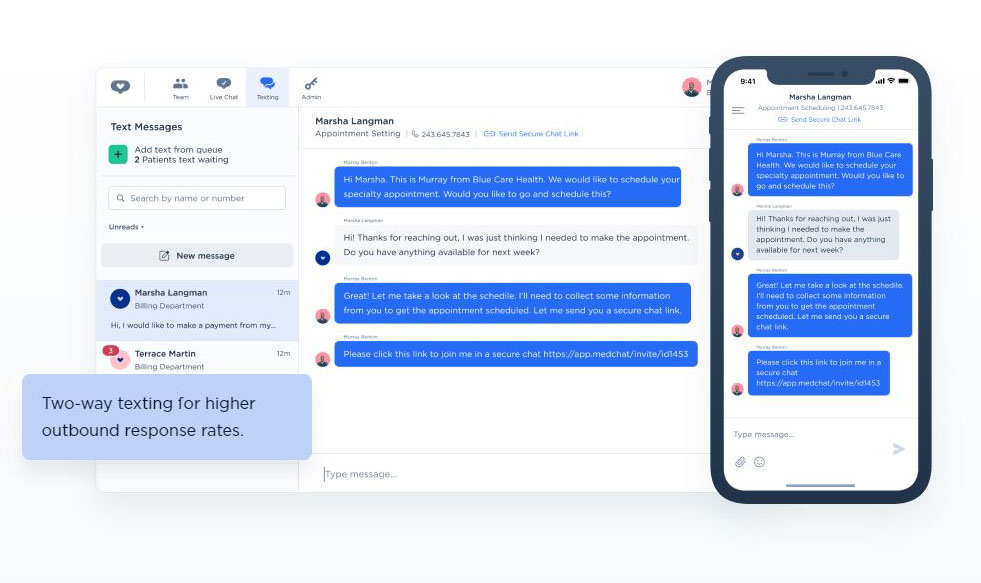 Team
Live Chat
Texting
Admin
Text Messages
Add text from queue
2 Patients text waiting
Search by name or number
Unreads
New message
Marsha Langman
12m
Billing Department
Hi, I would like to make a payment from my...
3
Terrace Martin
12m
Billing Department
Two-way texting for higher
outbound response rates.
Marsha Langman
Appointment Setting | 243.645.7843 | Send Secure Chat Link
Murray Benton
Hi Marsha. This is Murray from Blue Care Health. We would like to schedule your
specialty appointment. Would you like to go and schedule this?
Marsha Langman
Hi! Thanks for reaching out, I was just thinking I needed to make the appointment.
Do you have anything available for next week?
Murray Benton
Great! Let me take a look at the schedile. I'll need to collect some information
from you to get the appointment scheduled. Let me send you a secure chat link.
Murray Benton
Please click this link to join me in a secure chat https://app.medchat/invite/id1453
Type message...
9:41
Marsha Langman
Appointment Scheduling | 243.645.7843
Send Secure Chat Link
Murray Benton
Hi Marsha. This is Murray from Blue Care
Health. We would like to schedule your
specialty appointment. Would you like to
go and schedule this?
Marsha Langman
Hi! Thanks for reaching out, I was just
thinking I needed to make the
appointment. Do you have anything
available for next week?
Murray Benton
Great! Let me take a look at the schedile.
I'll need to collect some information
from you to get the appointment
scheduled. Let me send you a secure
chat link.
Murray Benton
Please click this link to join me in a
secure chat
https://app.medchat/invite/id1453
Type message...